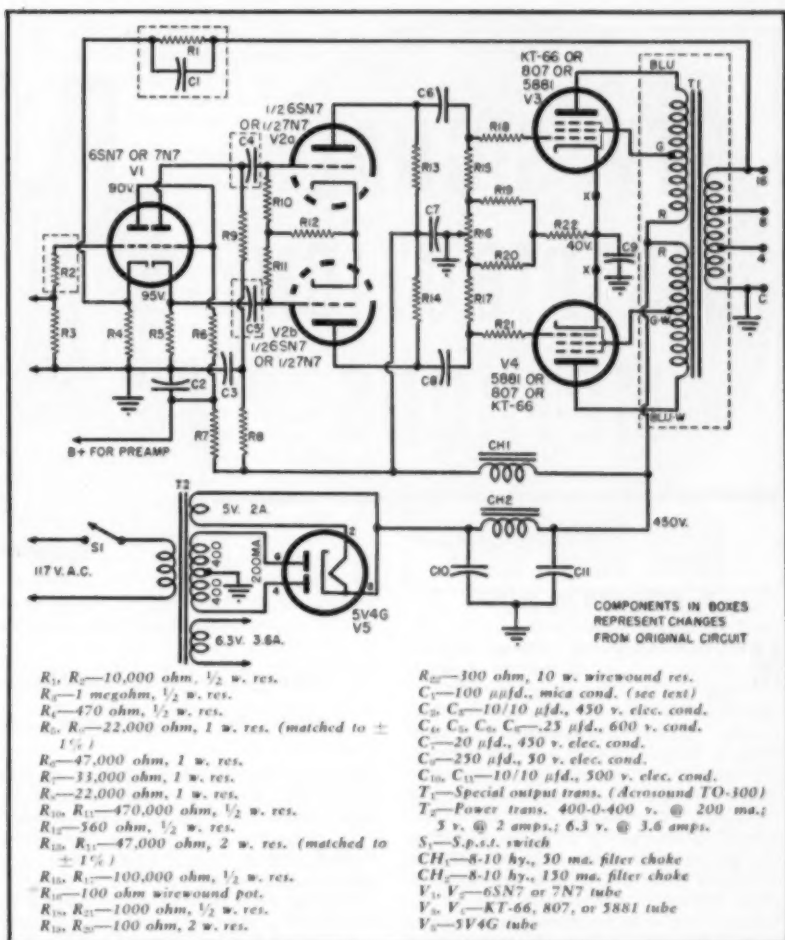 R1
C1
KT-66 OR
807 OR
5881
V3
BLU
T1
1/2 6SN7
OR 1/2 7N7
V2a
C6
6SN7 OR 7N7
V1
90V.
C4
R18
G
16
R10
R13
R15
R19
X
8
R2
R9
R12
C7
R16
R22
40V.
R
C9
4
R11
R20
X
R
95V.
R14
R17
C
R3
R4
R5
R6
C5
V2b
1/2 6SN7
OR 1/2 7N7
R21
G-W
C3
C8
V4
5881 OR
807 OR
KT-66
C2
R7
R8
BLU-W
B+ FOR PREAMP
CH1
T2
CH2
5V. 2A.
2
450V.
S1
400
400
200MA
6
4
8
C10
C11
117 V. A.C.
5V4G
V5
6.3V. 3.6A.
COMPONENTS IN BOXES
REPRESENT CHANGES
FROM ORIGINAL CIRCUIT
R₁, R₂—10,000 ohm, ½ w. res.
R₃—1 megohm, ½ w. res.
R₄—470 ohm, ½ w. res.
R₅, —22,000 ohm, 1 w. res. (matched to ±
1%)
R₆—47,000 ohm, 1 w. res.
R₇—33,000 ohm, 1 w. res.
—22,000 ohm, 1 w. res.
R₁₀, R₁₁—470,000 ohm, ½ w. res.
R₁₂—560 ohm, ½ w. res.
R₁₃, R₁₄—47,000 ohm, 2 w. res. (matched to
± 1%)
R₁₅, R₁₇—100,000 ohm, ½ w. res.
R₁₆—100 ohm wirewound pot.
R₁₈, R₂₁—1000 ohm, ½ w. res.
R₁₉, R₂₀—100 ohm, 2 w. res.
R₂₂—300 ohm, 10 w. wirewound res.
C₁—100 μμfd., mica cond. (see text)
C₂, C₃—10/10 μfd., 450 v. elec. cond.
C₄, C₅, C₆, C₈—.25 μfd., 600 v. cond.
C₇—20 μfd., 450 v. elec. cond.
C₉—250 μfd., 50 v. elec. cond.
C₁₀, C₁₁—10/10 μfd., 500 v. elec. cond.
T₁—Special output trans. (Acrosound TO-300)
T₂—Power trans. 400-0-400 v. @ 200 ma.;
5 v. @ 2 amps.; 6.3 v. @ 3.6 amps.
S₁—S.p.s.t. switch
CH₁—8-10 hy., 50 ma. filter choke
CH₂—8-10 hy., 150 ma. filter choke
V₁, V₂—6SN7 or 7N7 tube
V₃, V₄—KT-66, 807, or 5881 tube
V₅—5V4G tube